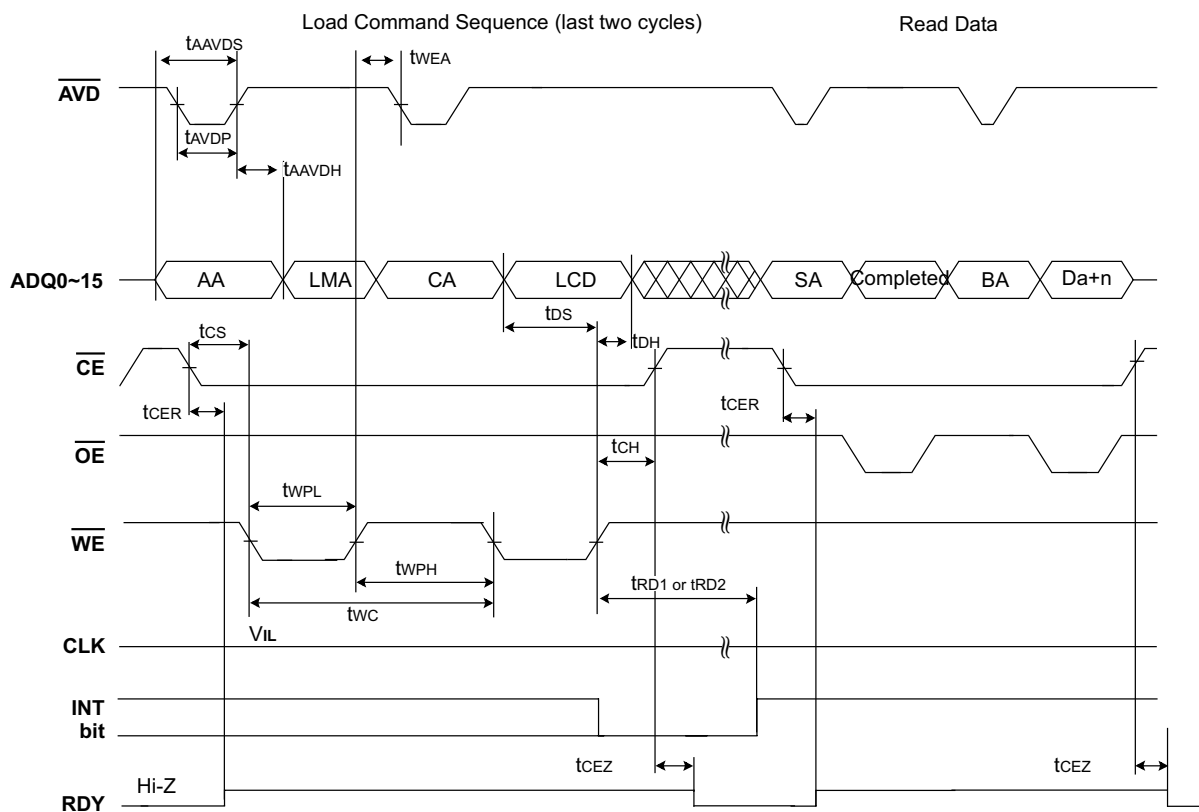 Load Command Sequence (last two cycles)
Read Data
tAAVDS
tWEA
AVD
tAVDP
tAAVDH
ADQ0~15
AA
LMA
CA
LCD
SA
Completed
BA
Da+n
tDS
tCS
tDH
CE
tCER
tCER
tCH
OE
tWPL
WE
tWPH
tRD1 or tRD2
tWC
VIL
CLK
INT
bit
tCEZ
tCEZ
Hi-Z
RDY